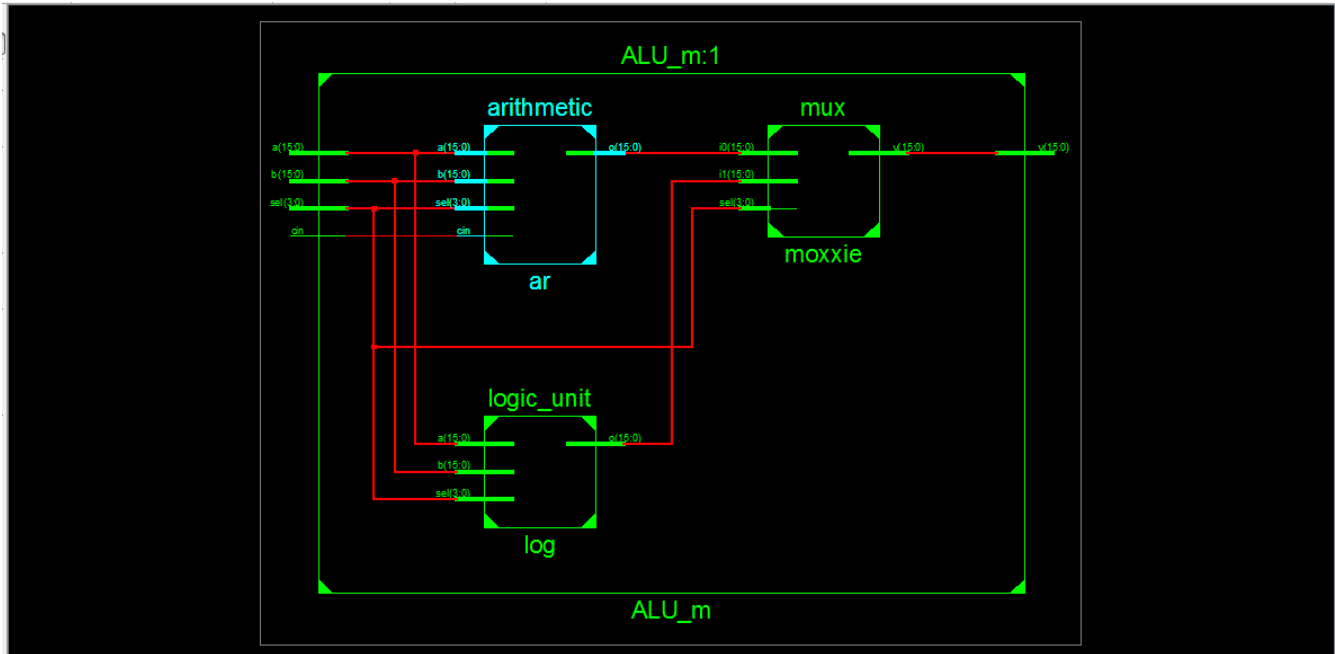 ALU_m:1
arithmetic
mux
a(15:0)
a(15:0)
o(15:0)
i0(15:0)
y(15:0)
y(15:0)
b(15:0)
b(15:0)
i1(15:0)
sel(3:0)
sel(3:0)
sel(3:0)
cin
cin
moxxie
ar
logic_unit
a(15:0)
o(15:0)
b(15:0)
sel(3:0)
log
ALU_m